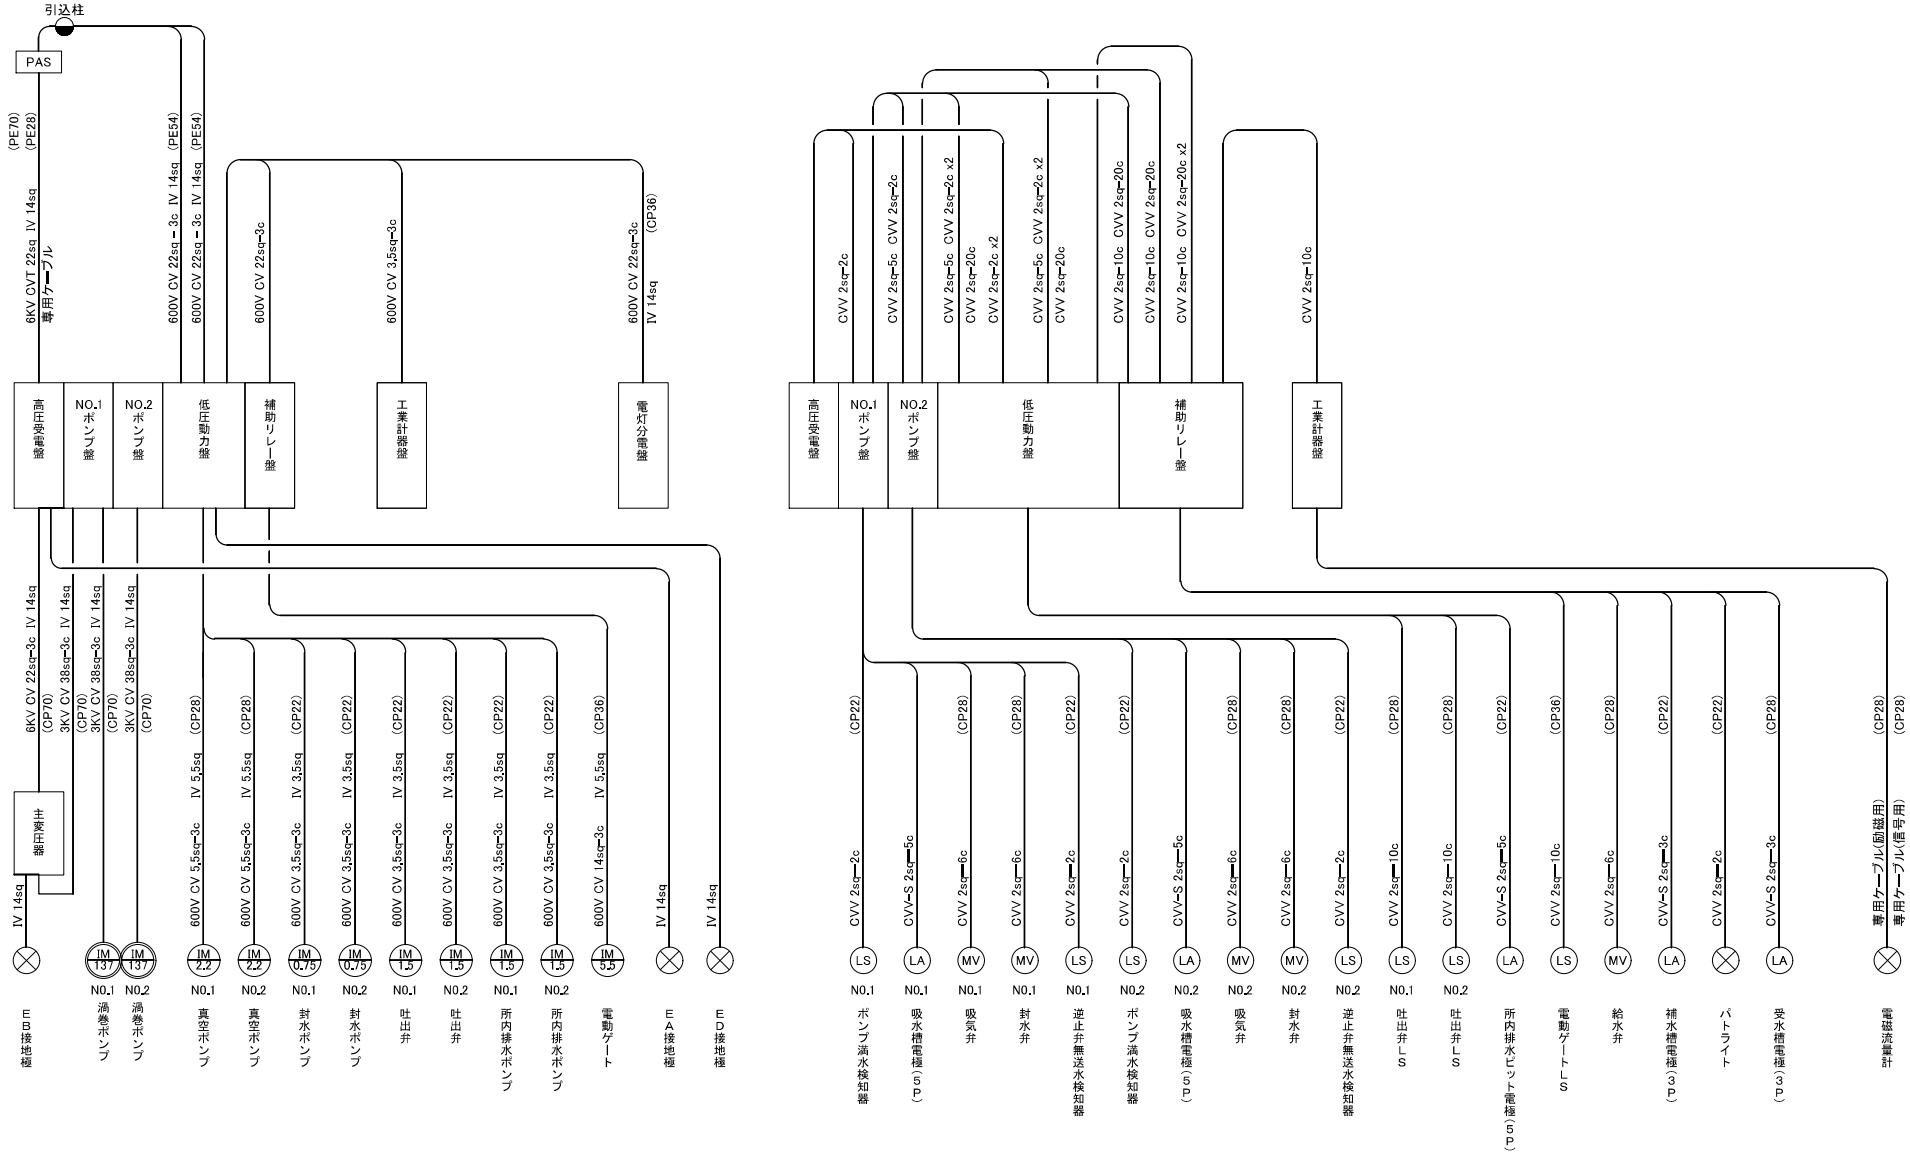 引込柱
PAS
(PE70)
(PE28)
6KV CVT 22sq IV 14sq
専用ケーブル
600V CV 22sq - 3c IV 14sq (PE54)
600V CV 22sq - 3c IV 14sq (PE54)
600V CV 22sq-3c
600V CV 3.5sq-3c
600V CV 22sq-3c
IV 14sq
(CP36)
高圧受電盤
NO.1
ポンプ盤
NO.2
ポンプ盤
低圧動力盤
補助リレー盤
工業計器盤
電灯分電盤
6KV CV 22sq-3c IV 14sq
(CP70)
3KV CV 38sq-3c IV 14sq
(CP70)
3KV CV 38sq-3c IV 14sq
(CP70)
3KV CV 38sq-3c IV 14sq
(CP70)
主変圧器
IV 14sq
600V CV 5.5sq-3c IV 5.5sq (CP28)
600V CV 5.5sq-3c IV 5.5sq (CP28)
600V CV 3.5sq-3c IV 3.5sq (CP22)
600V CV 3.5sq-3c IV 3.5sq (CP22)
600V CV 3.5sq-3c IV 3.5sq (CP22)
600V CV 3.5sq-3c IV 3.5sq (CP22)
600V CV 3.5sq-3c IV 3.5sq (CP22)
600V CV 3.5sq-3c IV 3.5sq (CP22)
600V CV 14sq-3c IV 5.5sq (CP36)
IV 14sq
IV 14sq
EB接地極
IM
137
NO.1
渦巻ポンプ
IM
137
NO.2
渦巻ポンプ
IM
2.2
NO.1
真空ポンプ
IM
2.2
NO.2
真空ポンプ
IM
0.75
NO.1
封水ポンプ
IM
0.75
NO.2
封水ポンプ
IM
1.5
NO.1
吐出弁
IM
1.5
NO.2
吐出弁
IM
1.5
NO.1
所内排水ポンプ
IM
1.5
NO.2
所内排水ポンプ
IM
5.5
電動ゲート
EA接地極
ED接地極
CVV 2sq-2c
CVV 2sq-5c CVV 2sq-2c
CVV 2sq-5c CVV 2sq-2c x2
CVV 2sq-20c
CVV 2sq-2c x2
CVV 2sq-5c CVV 2sq-2c x2
CVV 2sq-20c
CVV 2sq-10c CVV 2sq-20c
CVV 2sq-10c CVV 2sq-20c
CVV 2sq-10c CVV 2sq-20c x2
CVV 2sq-10c
高圧受電盤
NO.1
ポンプ盤
NO.2
ポンプ盤
低圧動力盤
補助リレー盤
工業計器盤
CVV 2sq-2c (CP22)
CVV-S 2sq-5c (CP22)
CVV 2sq-6c (CP28)
CVV 2sq-6c (CP28)
CVV 2sq-2c (CP22)
CVV 2sq-2c (CP22)
CVV-S 2sq-5c (CP22)
CVV 2sq-6c (CP28)
CVV 2sq-6c (CP28)
CVV 2sq-2c (CP22)
CVV 2sq-10c (CP28)
CVV 2sq-10c (CP28)
CVV-S 2sq-5c (CP22)
CVV 2sq-10c (CP36)
CVV 2sq-6c (CP28)
CVV-S 2sq-3c (CP22)
CVV 2sq-2c (CP22)
CVV-S 2sq-3c (CP28)
専用ケーブル(励磁用) (CP28)
専用ケーブル(信号用) (CP28)
LS
NO.1
ポンプ満水検知器
LA
NO.1
吸水槽電極(5P)
MV
NO.1
吸気弁
MV
NO.1
封水弁
LS
NO.1
逆止弁無送水検知器
LS
NO.2
ポンプ満水検知器
LA
NO.2
吸水槽電極(5P)
MV
NO.2
吸気弁
MV
NO.2
封水弁
LS
NO.2
逆止弁無送水検知器
LS
NO.1
吐出弁LS
LS
NO.2
吐出弁LS
LA
所内排水ピット電極(5P)
LS
電動ゲートLS
MV
給水弁
LA
補水槽電極(3P)
パトライト
LA
受水槽電極(3P)
電磁流量計